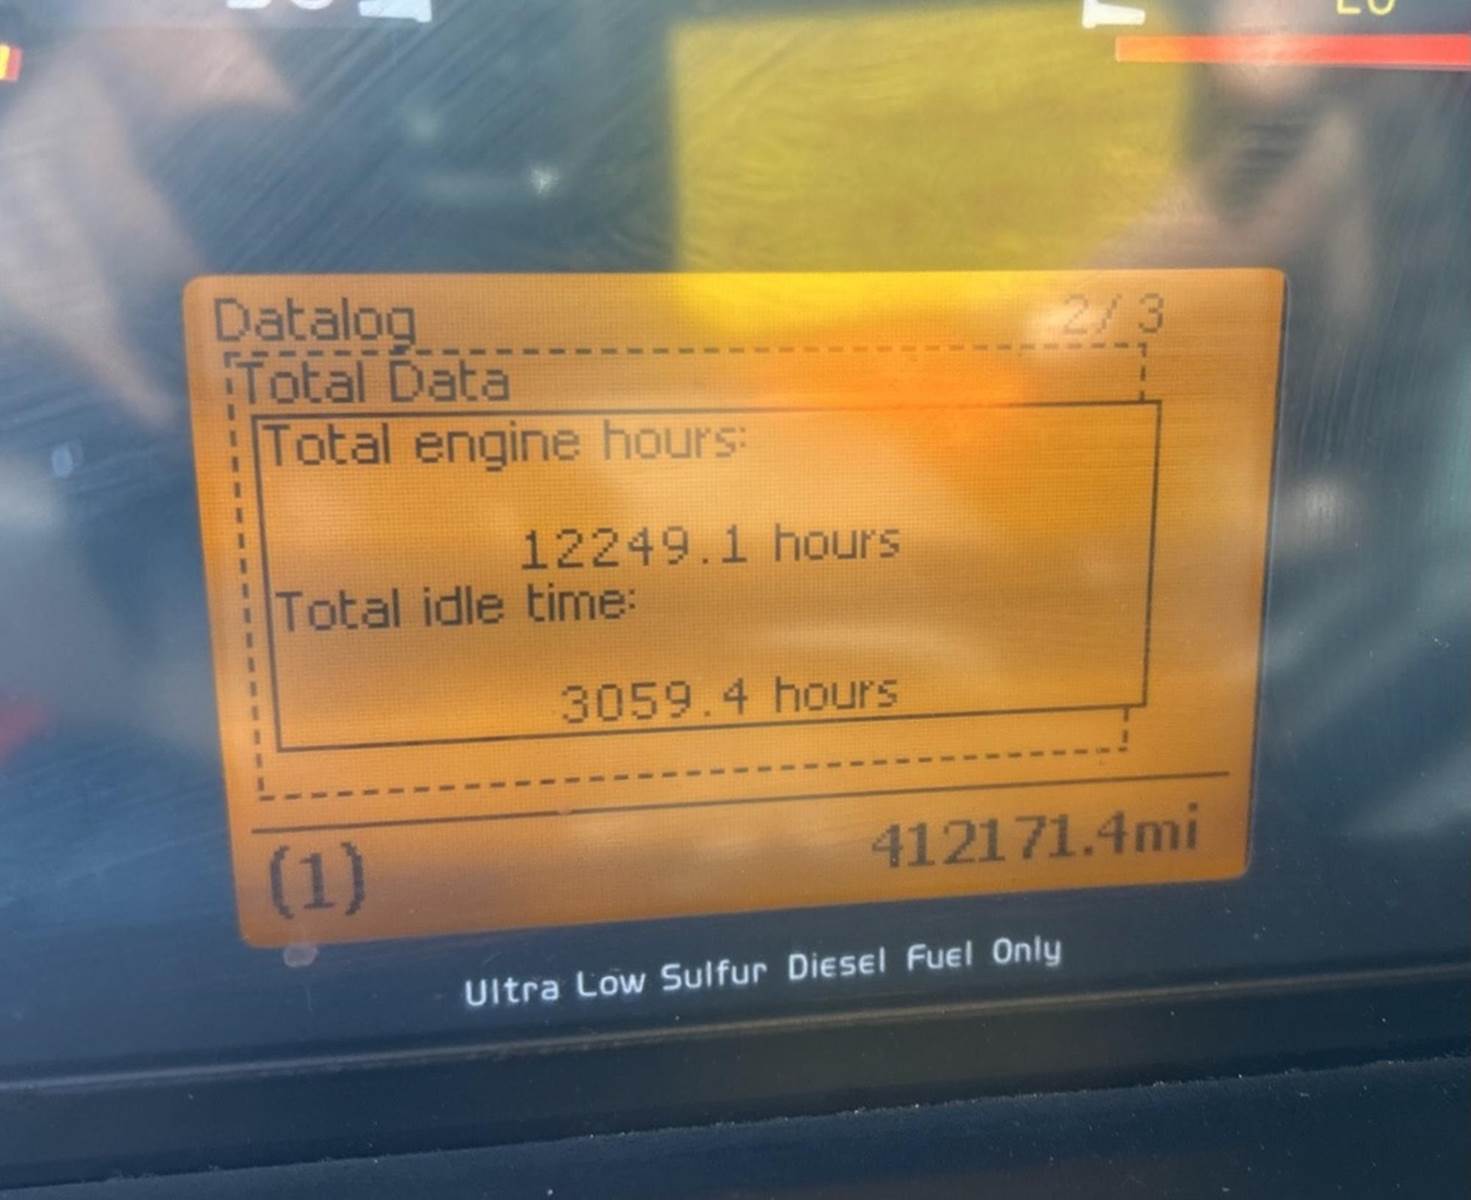 Datalog 2/3
Total Data
Total engine hours:
12249.1 hours
Total idle time:
3059.4 hours
(1) 412171.4mi
Ultra Low Sulfur Diesel Fuel Only